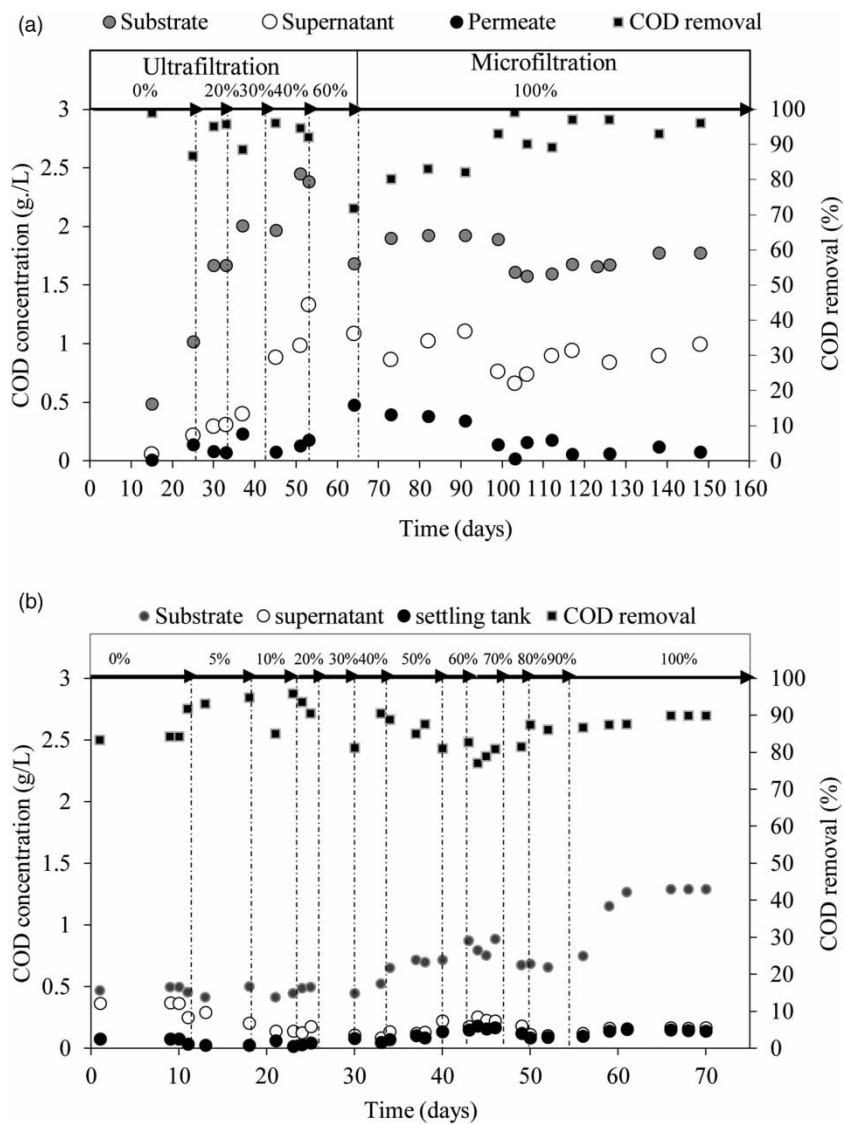 (a)
Substrate Supernatant Permeate COD removal
Ultrafiltration Microfiltration
0% 20% 30% 40% 60% 100%
3 100
90
2.5 80
70
2 60
1.5 50
40
1 30
0.5 20
10
0 0
COD concentration (g./L)
COD removal (%)
0 10 20 30 40 50 60 70 80 90 100 110 120 130 140 150 160
Time (days)
(b)
Substrate supernatant settling tank COD removal
0% 5% 10% 20% 30% 40% 50% 60% 70% 80% 90% 100%
3 100
90
2.5 80
70
2 60
1.5 50
40
1 30
0.5 20
10
0 0
COD concentration (g/L)
COD removal (%)
0 10 20 30 40 50 60 70
Time (days)